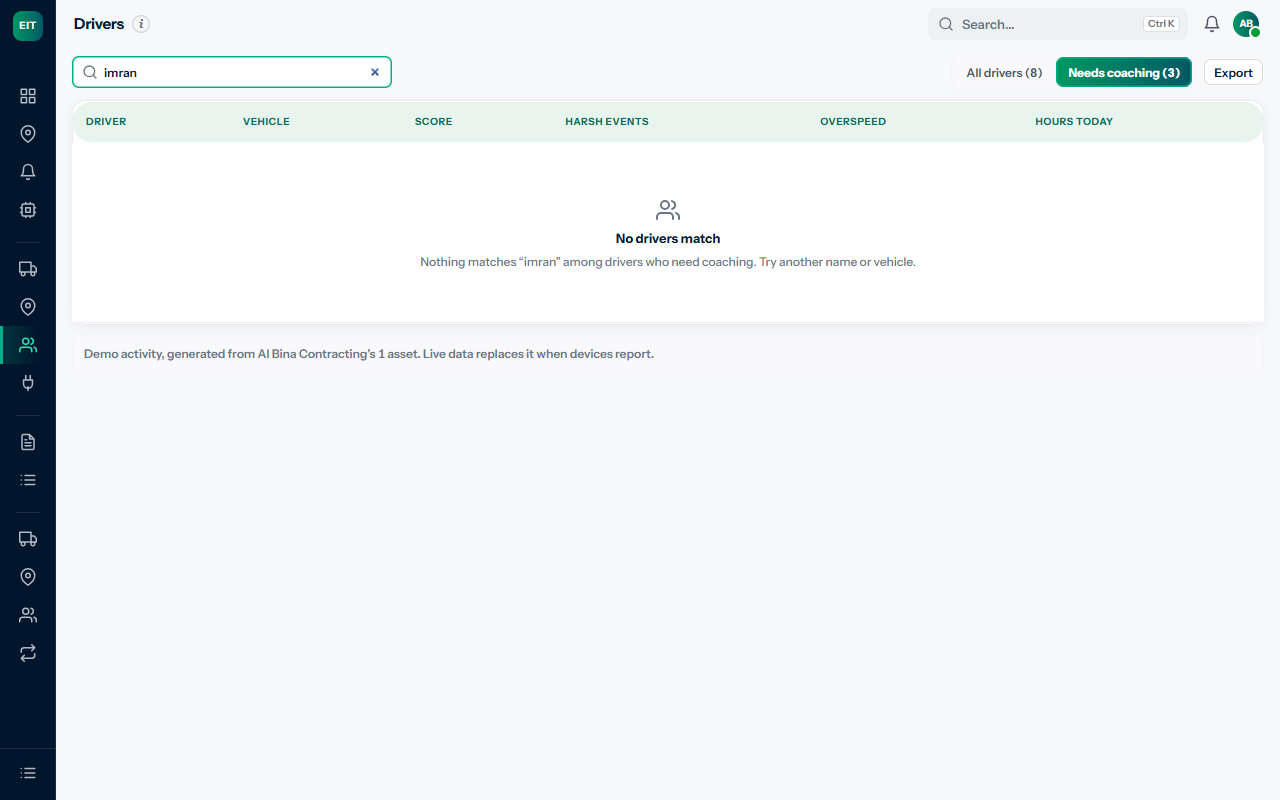 EIT
Drivers
i
Search...
Ctrl K
AB
imran
All drivers (8)
Needs coaching (3)
Export
DRIVER VEHICLE SCORE HARSH EVENTS OVERSPEED HOURS TODAY
No drivers match
Nothing matches “imran” among drivers who need coaching. Try another name or vehicle.
Demo activity, generated from Al Bina Contracting's 1 asset. Live data replaces it when devices report.